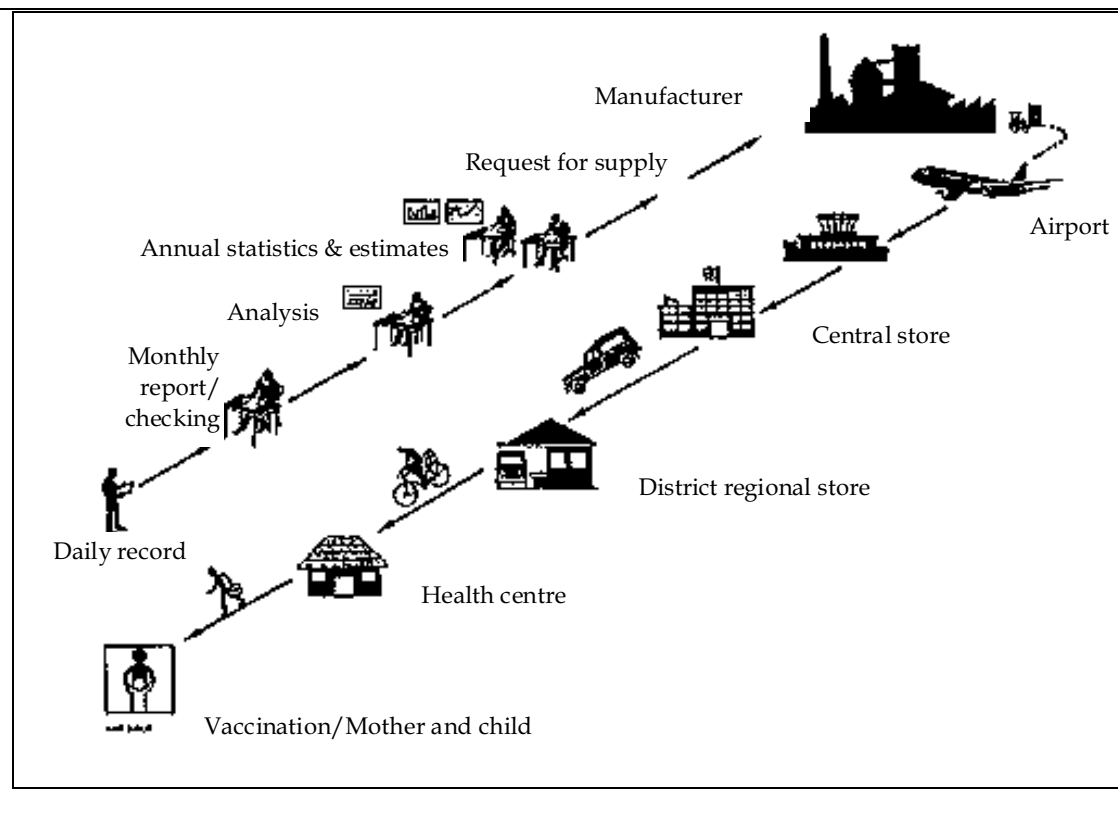 Manufacturer
Request for supply
Airport
Annual statistics & estimates
Analysis
Central store
Monthly
report/
checking
District regional store
Daily record
Health centre
Vaccination/Mother and child